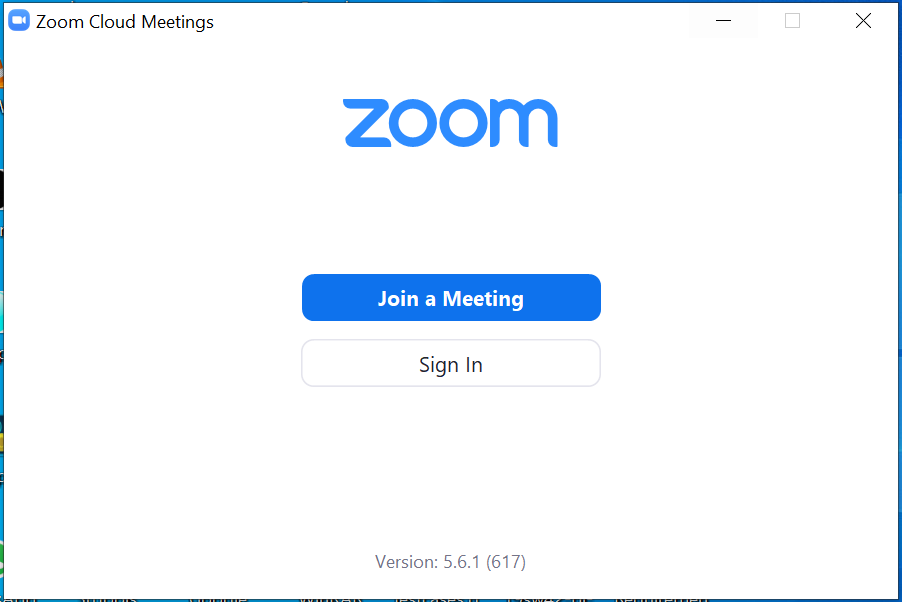 Zoom Cloud Meetings
zoom
Join a Meeting
Sign In
Version: 5.6.1 (617)